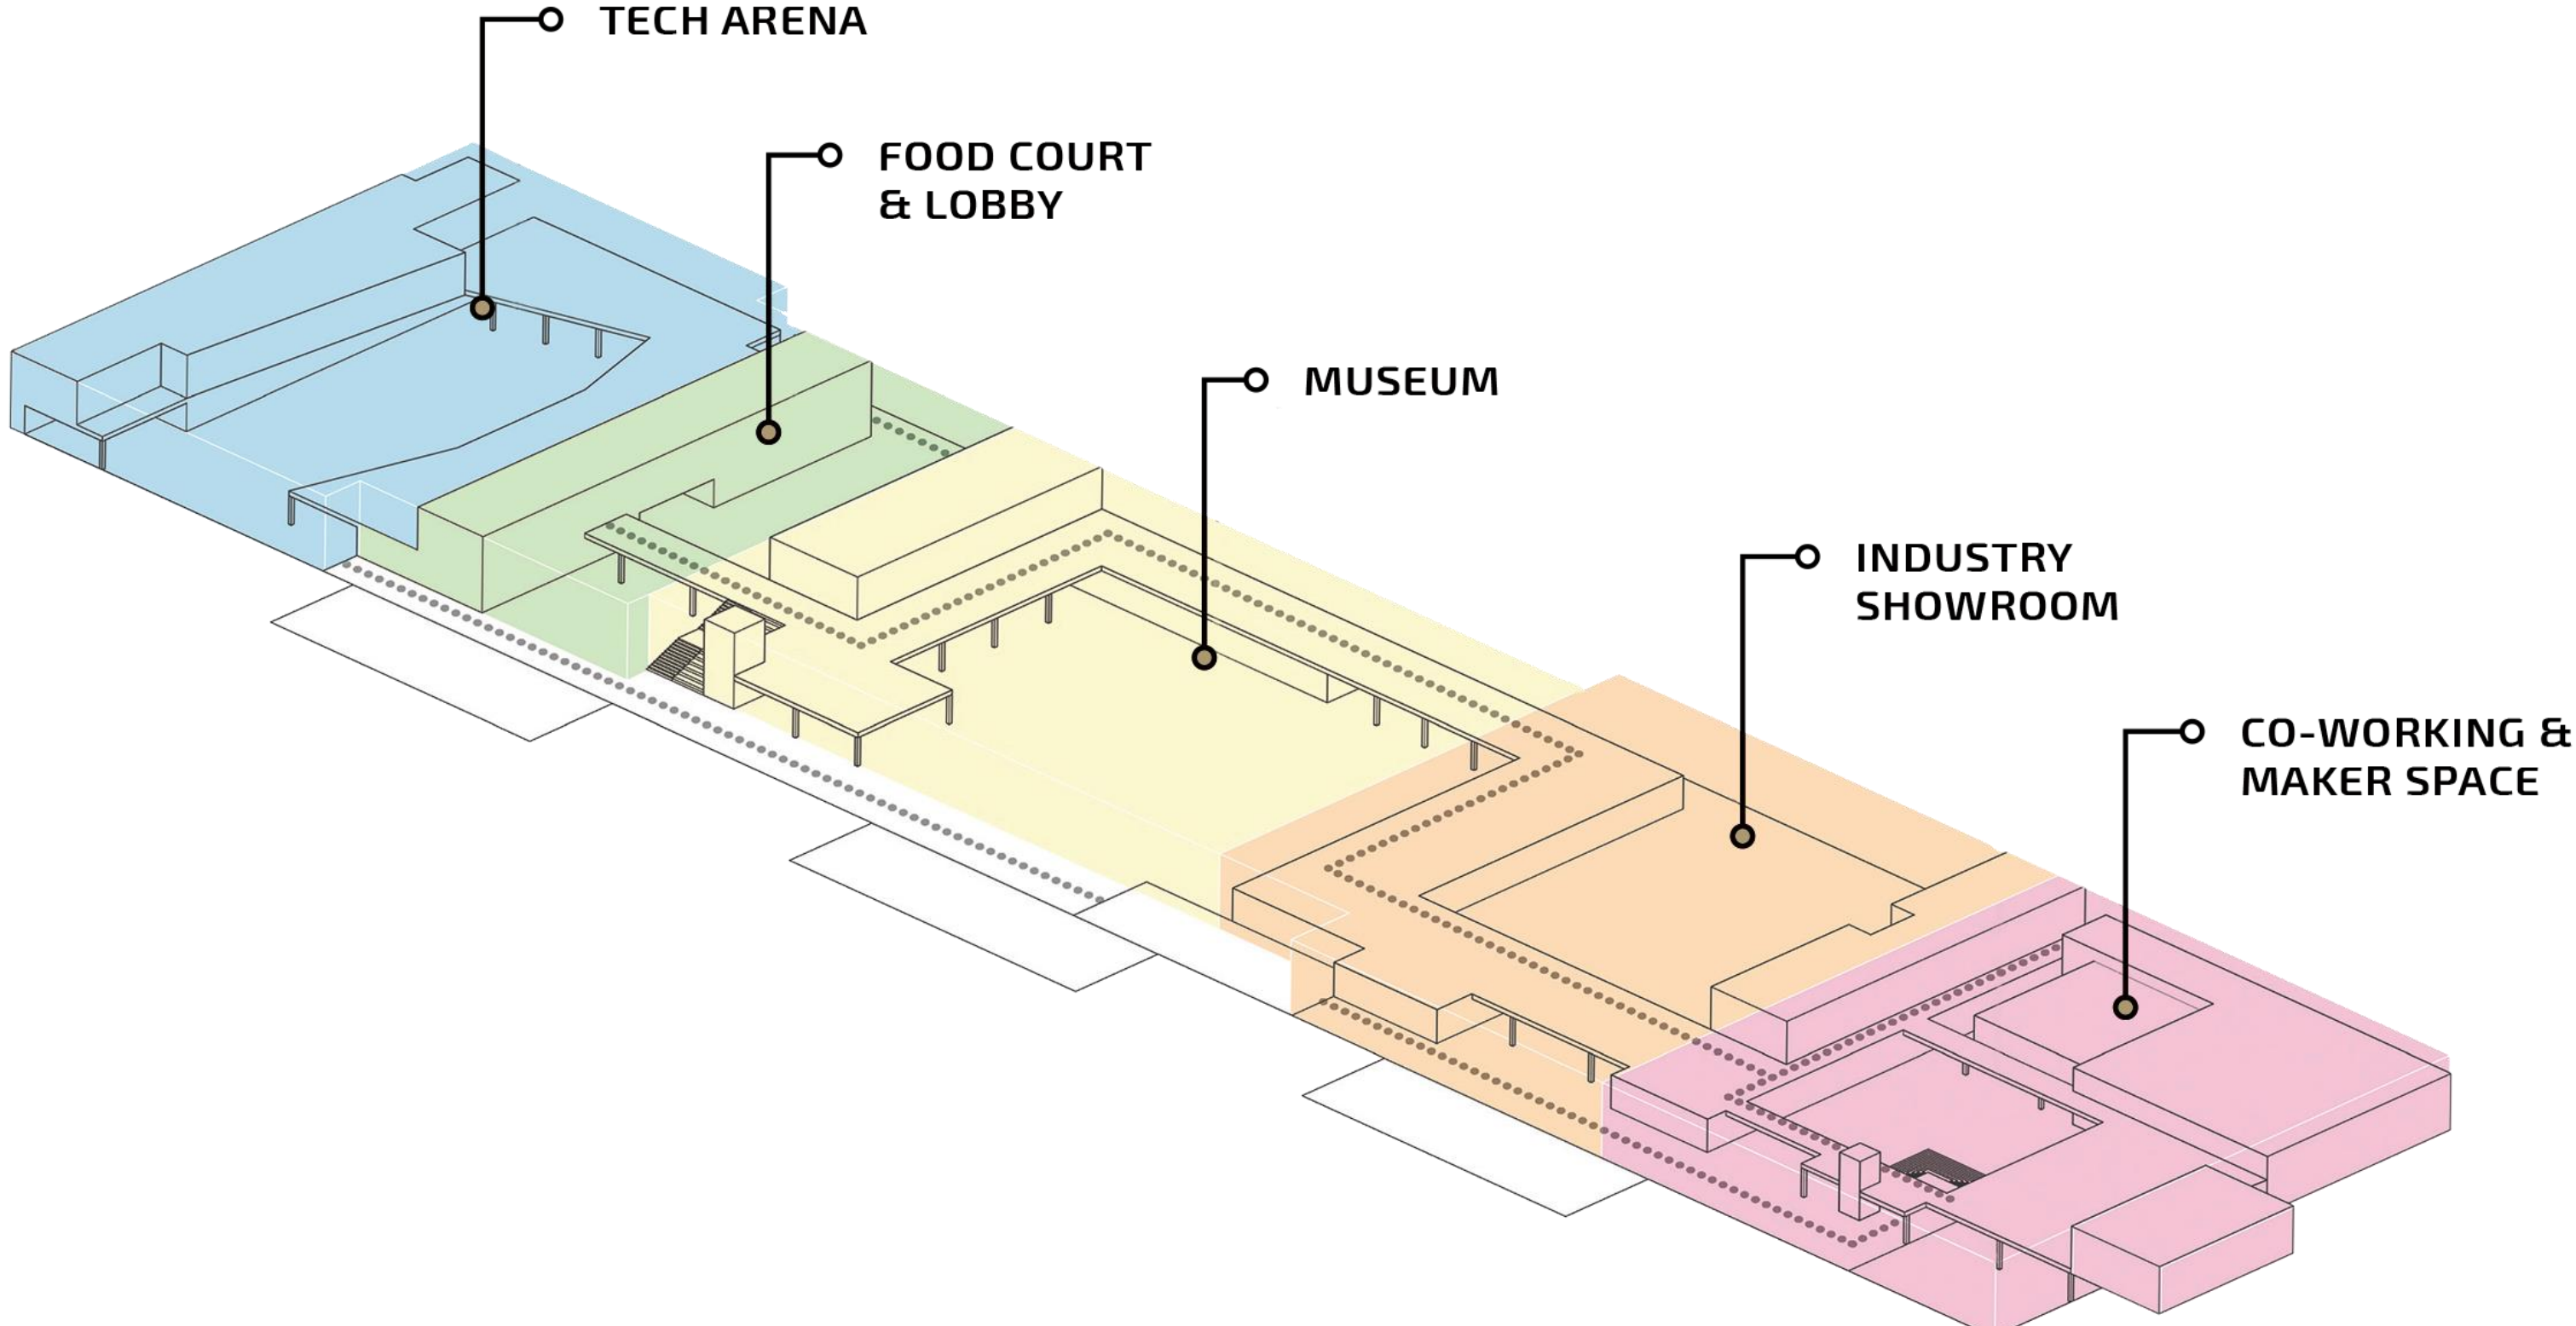 TECH ARENA
FOOD COURT
& LOBBY
MUSEUM
INDUSTRY
SHOWROOM
CO-WORKING &
MAKER SPACE